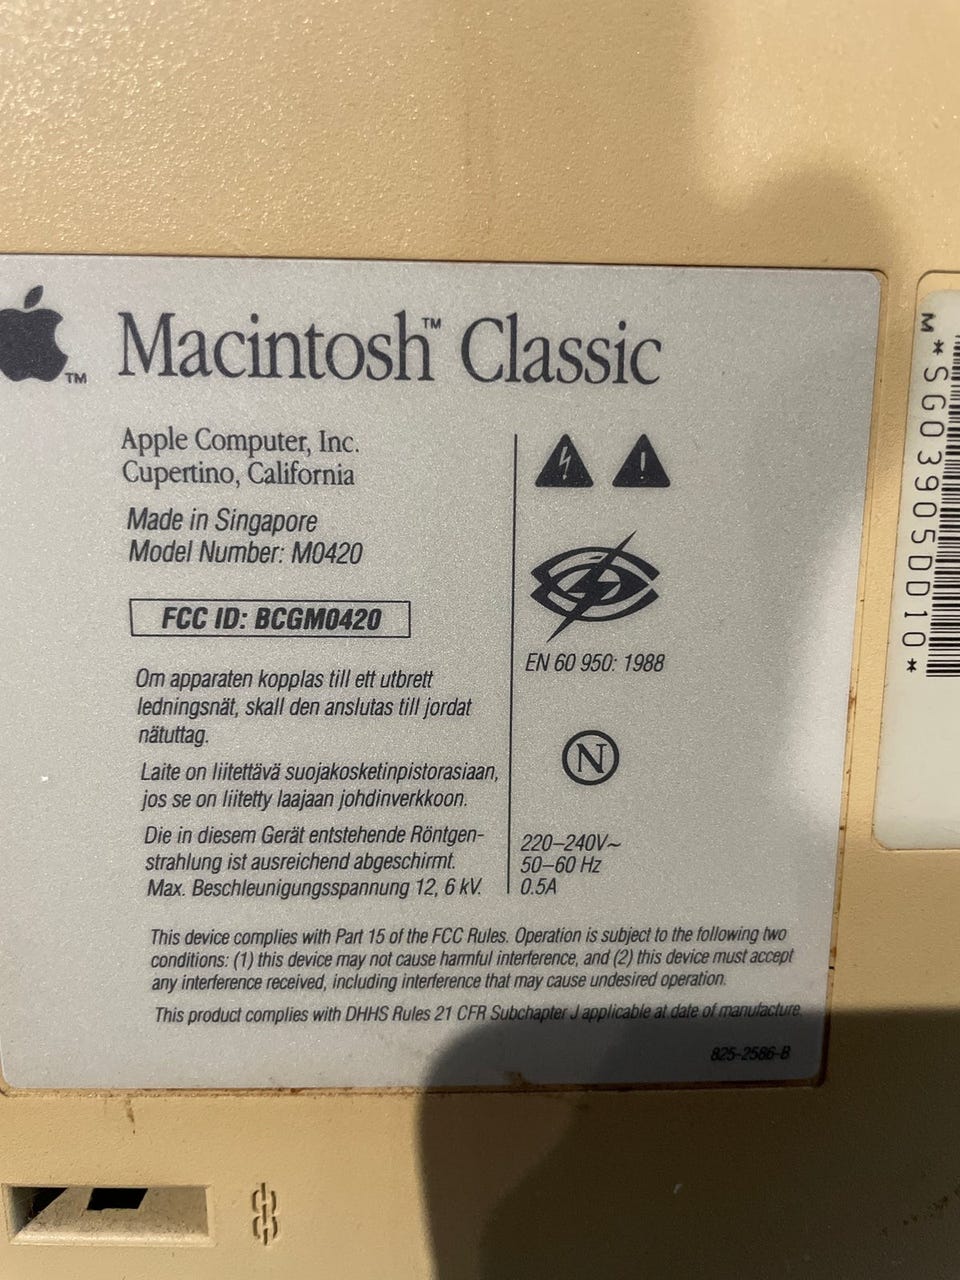 Macintosh™ Classic
TM
Apple Computer, Inc.
Cupertino, California
Made in Singapore
Model Number: M0420
FCC ID: BCGM0420
Om apparaten kopplas till ett utbrett
ledningsnät, skall den anslutas till jordat
nätuttag.
Laite on liitettävä suojakosketinpistorasiaan,
jos se on liitetty laajaan johdinverkkoon.
Die in diesem Gerät entstehende Röntgen-
strahlung ist ausreichend abgeschirmt.
Max. Beschleunigungsspannung 12, 6 kV.
EN 60 950: 1988
N
220–240V~
50–60 Hz
0.5A
This device complies with Part 15 of the FCC Rules. Operation is subject to the following two
conditions: (1) this device may not cause harmful interference, and (2) this device must accept
any interference received, including interference that may cause undesired operation.
This product complies with DHHS Rules 21 CFR Subchapter J applicable at date of manufacture.
825-2586-B